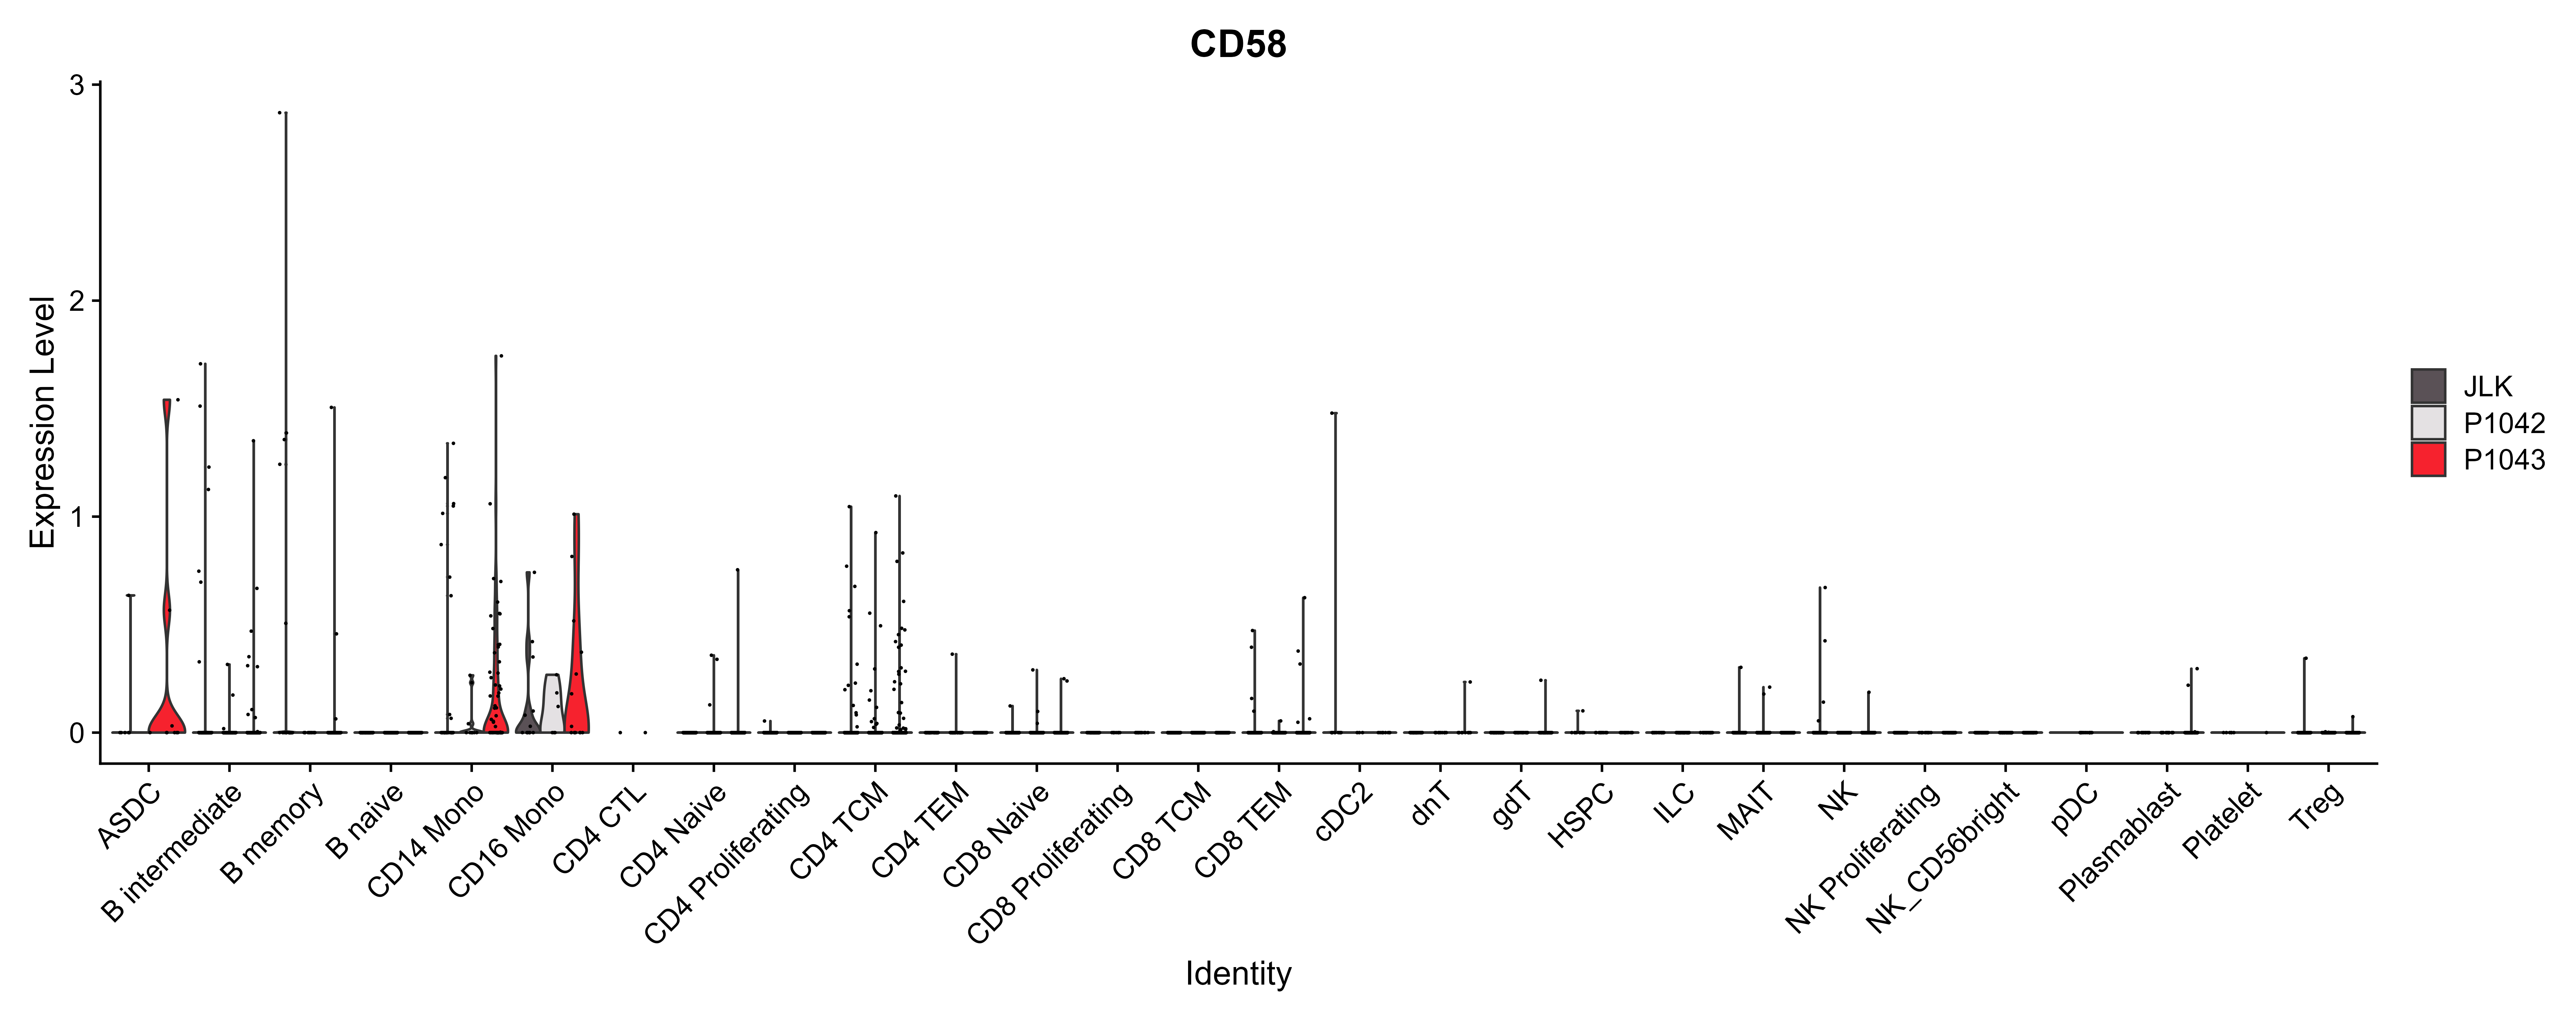 CD58
Expression Level
3
2
1
0
JLK
P1042
P1043
ASDC
B intermediate
B memory
B naive
CD14 Mono
CD16 Mono
CD4 CTL
CD4 Naive
CD4 Proliferating
CD4 TCM
CD4 TEM
CD8 Naive
CD8 Proliferating
CD8 TCM
CD8 TEM
cDC2
dnT
gdT
HSPC
ILC
MAIT
NK
NK Proliferating
NK_CD56bright
pDC
Plasmablast
Platelet
Treg
Identity